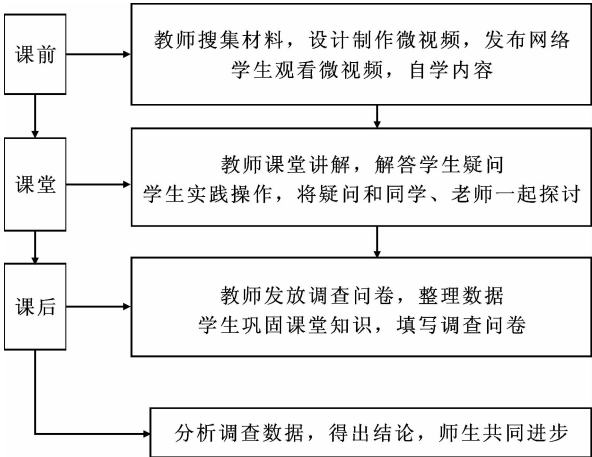 课前
教师搜集材料，设计制作微视频，发布网络
学生观看微视频，自学内容
课堂
教师课堂讲解，解答学生疑问
学生实践操作，将疑问和同学、老师一起探讨
课后
教师发放调查问卷，整理数据
学生巩固课堂知识，填写调查问卷
分析调查数据，得出结论，师生共同进步